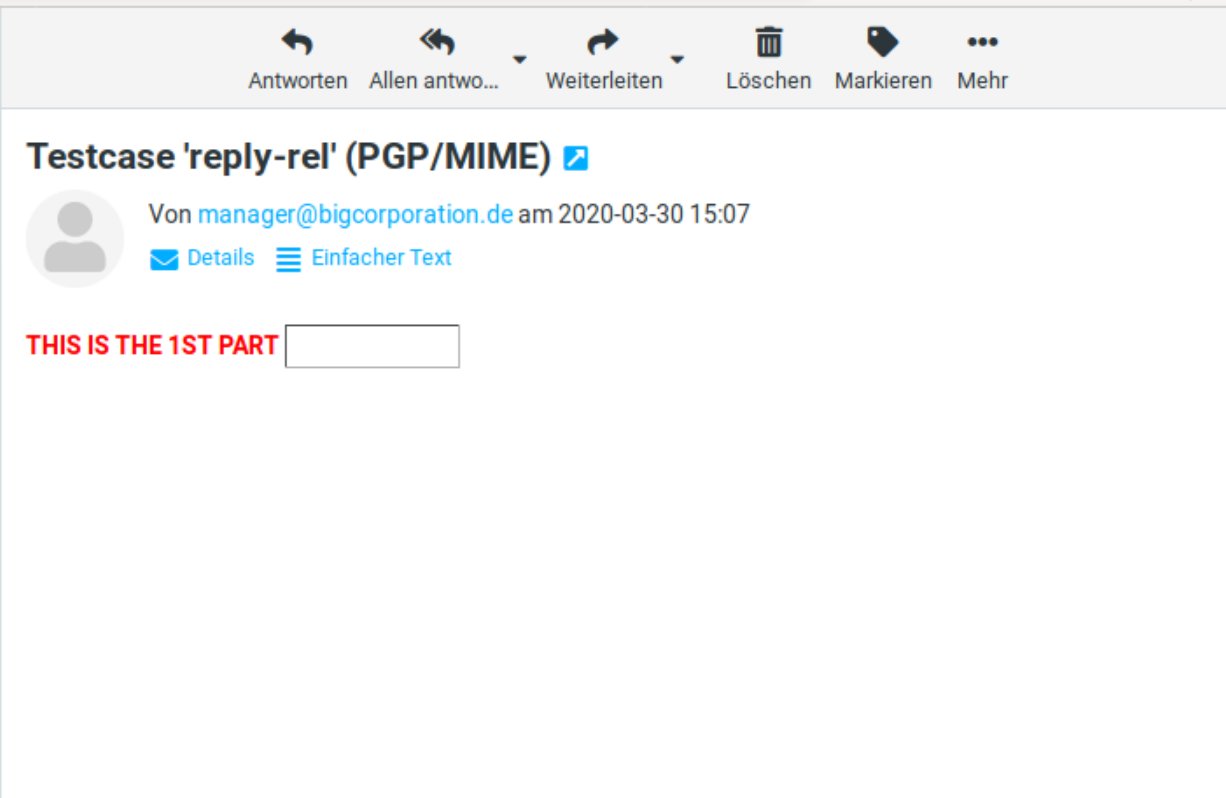 Antworten Allen antwo... Weiterleiten Löschen Markieren Mehr
Testcase 'reply-rel' (PGP/MIME)
Von manager@bigcorporation.de am 2020-03-30 15:07
Details Einfacher Text
THIS IS THE 1ST PART